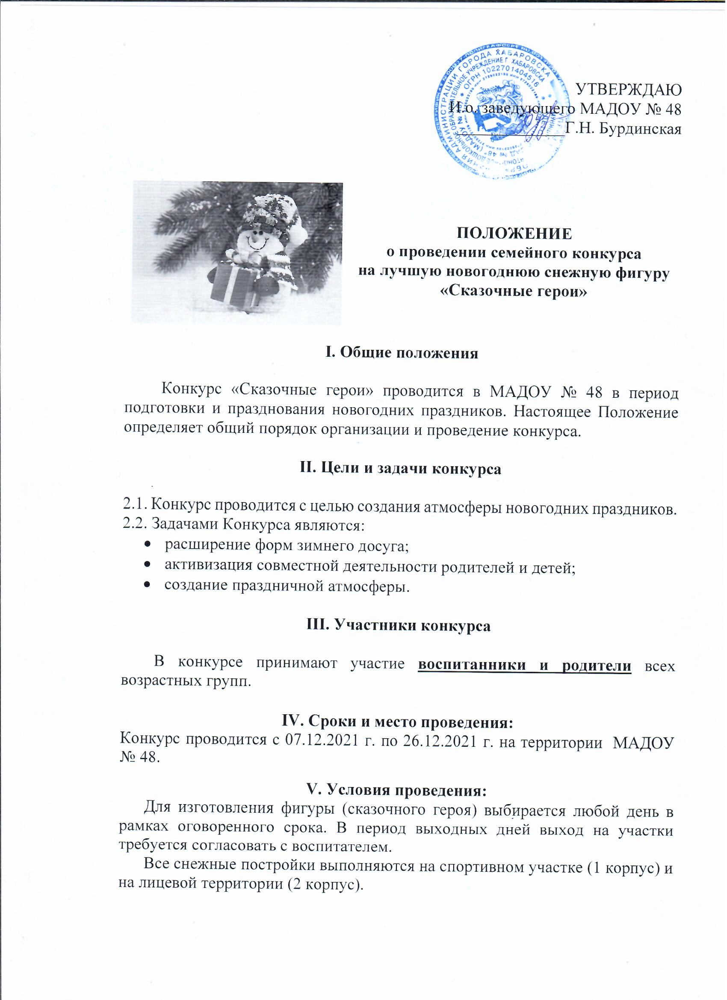 АДМИНИСТРАЦИИ ГОРОДА ХАБАРОВСКА
ОБРАЗОВАТЕЛЬНОЕ УЧРЕЖДЕНИЕ Г. ХАБАРОВСКА
ОГРН 1022701404516
УТВЕРЖДАЮ
И.о. заведующего МАДОУ № 48
Г.Н. Бурдинская
ПОЛОЖЕНИЕ
о проведении семейного конкурса
на лучшую новогоднюю снежную фигуру
«Сказочные герои»
I. Общие положения
Конкурс «Сказочные герои» проводится в МАДОУ № 48 в период
подготовки и празднования новогодних праздников. Настоящее Положение
определяет общий порядок организации и проведение конкурса.
II. Цели и задачи конкурса
2.1. Конкурс проводится с целью создания атмосферы новогодних праздников.
2.2. Задачами Конкурса являются:
• расширение форм зимнего досуга;
• активизация совместной деятельности родителей и детей;
• создание праздничной атмосферы.
III. Участники конкурса
В конкурсе принимают участие воспитанники и родители всех
возрастных групп.
IV. Сроки и место проведения:
Конкурс проводится с 07.12.2021 г. по 26.12.2021 г. на территории МАДОУ
№ 48.
V. Условия проведения:
Для изготовления фигуры (сказочного героя) выбирается любой день в
рамках оговоренного срока. В период выходных дней выход на участки
требуется согласовать с воспитателем.
Все снежные постройки выполняются на спортивном участке (1 корпус) и
на лицевой территории (2 корпус).